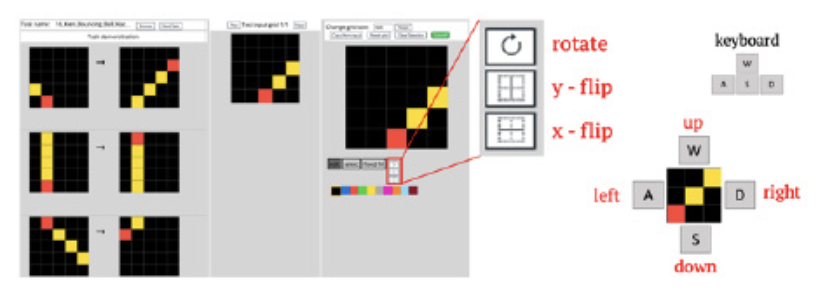 Task name:
Task demonstration
Test input grid 1/1
Change grid size:
rotate
y - flip
x - flip
keyboard
W
A S D
up
W
left A D right
S
down